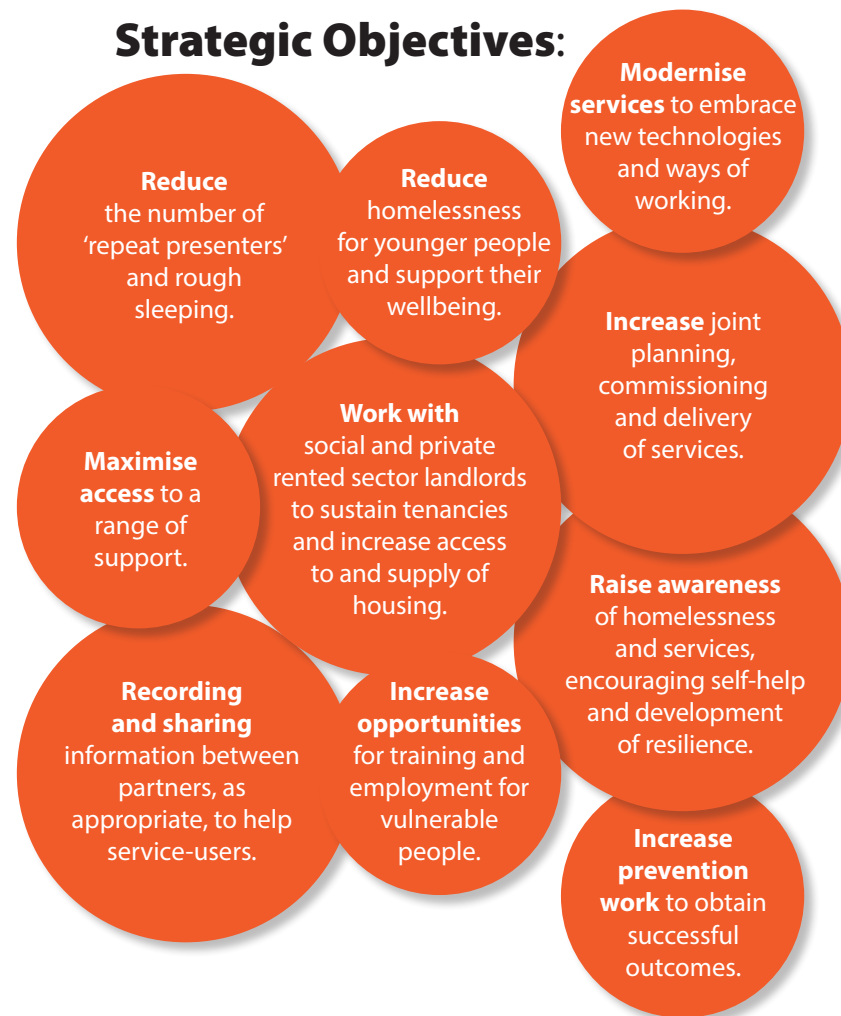 Strategic Objectives:
Reduce
the number of
‘repeat presenters’
and rough
sleeping.
Reduce
homelessness
for younger people
and support their
wellbeing.
Modernise
services to embrace
new technologies
and ways of
working.
Increase joint
planning,
commissioning
and delivery
of services.
Maximise
access to a
range of
support.
Work with
social and private
rented sector landlords
to sustain tenancies
and increase access
to and supply of
housing.
Raise awareness
of homelessness
and services,
encouraging self-help
and development
of resilience.
Recording
and sharing
information between
partners, as
appropriate, to help
service-users.
Increase
opportunities
for training and
employment for
vulnerable
people.
Increase
prevention
work to obtain
successful
outcomes.